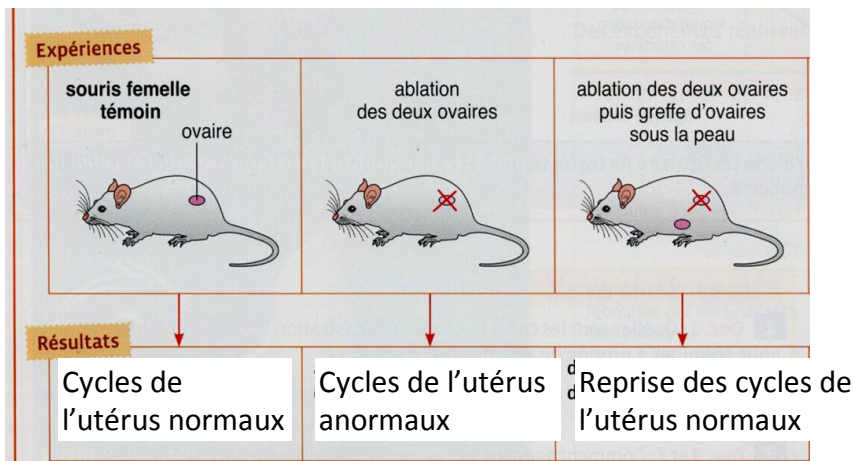 Expériences
souris femelle
témoin
ovaire
ablation
des deux ovaires
ablation des deux ovaires
puis greffe d'ovaires
sous la peau
Résultats
Cycles de
l'utérus normaux
Cycles de l'utérus
anormaux
Reprise des cycles de
l'utérus normaux